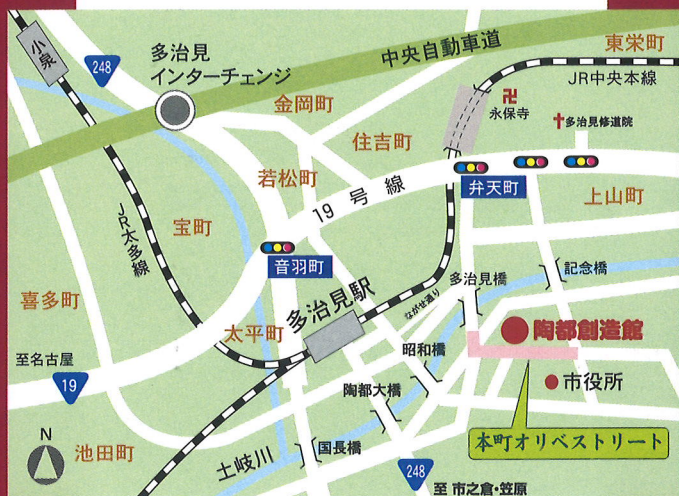 小泉
248
多治見
インターチェンジ
中央自動車道
東栄町
JR中央本線
金岡町
卍
永保寺
多治見修道院
住吉町
若松町
19号線
弁天町
上山町
JR太多線
宝町
音羽町
多治見橋
記念橋
喜多町
多治見駅
ながせ通り
太平町
陶都創造館
昭和橋
至名古屋
19
陶都大橋
市役所
N
池田町
土岐川
国長橋
本町オリベストリート
248
至 市之倉・笠原